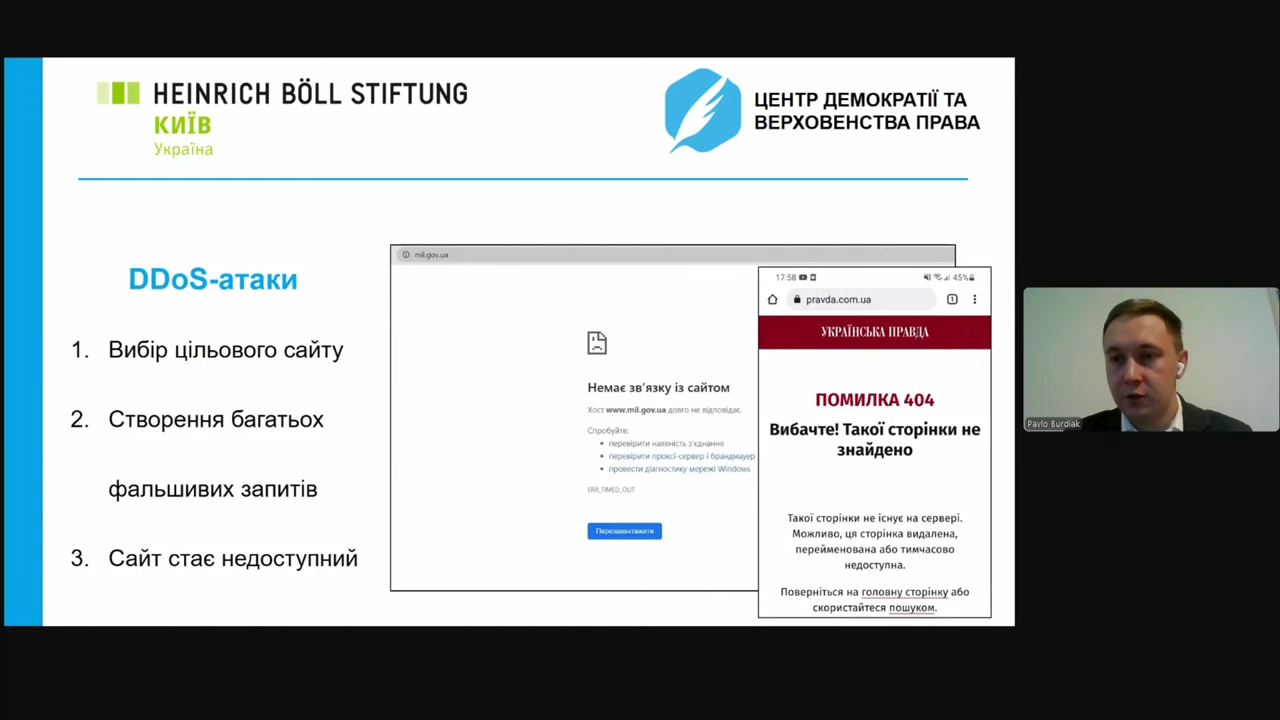 HEINRICH BÖLL STIFTUNG
КИЇВ
Україна
ЦЕНТР ДЕМОКРАТІЇ ТА
ВЕРХОВЕНСТВА ПРАВА
DDoS-атаки
1. Вибір цільового сайту
2. Створення багатьох
фальшивих запитів
3. Сайт стає недоступний
mil.gov.ua
Немає зв'язку із сайтом
Хост www.mil.gov.ua довго не відповідає.
Спробуйте:
перевірити наявність з'єднання
перевірити проксі-сервер і брандмауер
провести діагностику мережі Windows
ERR_TIMED_OUT
Перезавантажити
17:58
45%
pravda.com.ua
1
УКРАЇНСЬКА ПРАВДА
ПОМИЛКА 404
Вибачте! Такої сторінки не
знайдено
Такої сторінки не існує на сервері.
Можливо, ця сторінка видалена,
перейменована або тимчасово
недоступна.
Поверніться на головну сторінку або
скористайтеся пошуком.
Pavlo Burdiak